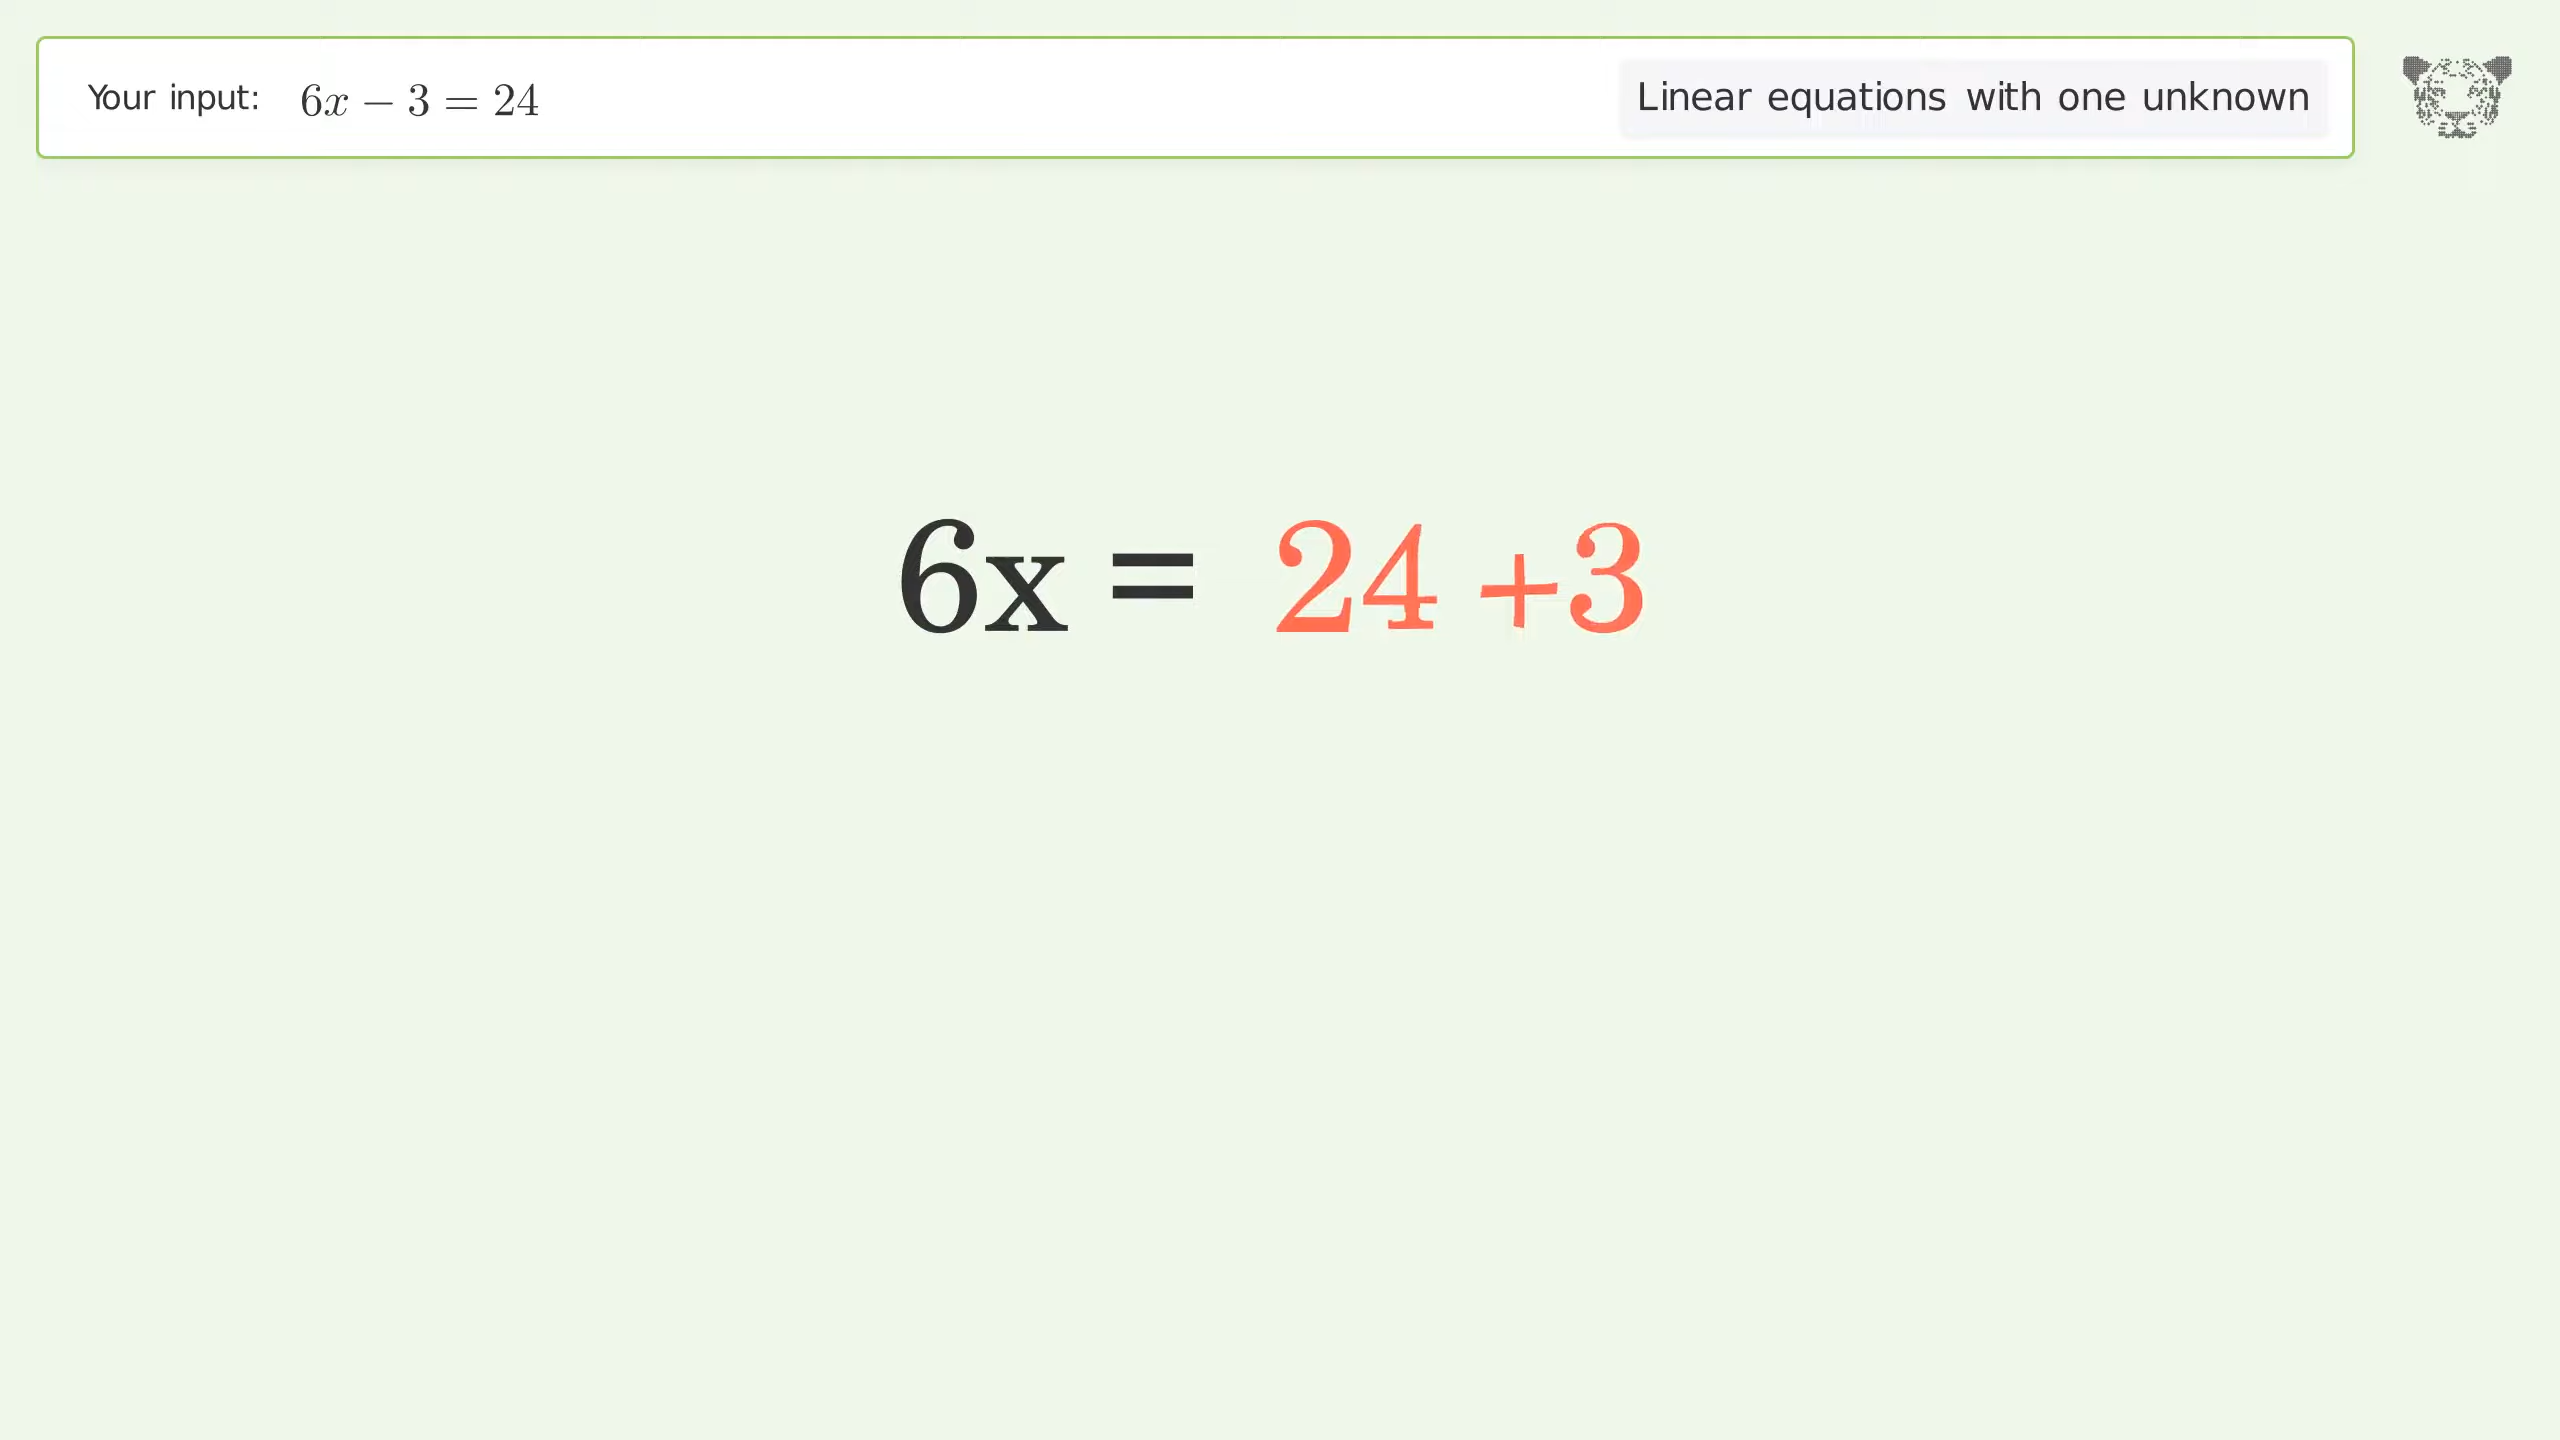 Your input: 6x − 3 = 24
Linear equations with one unknown
6x = 24 +3